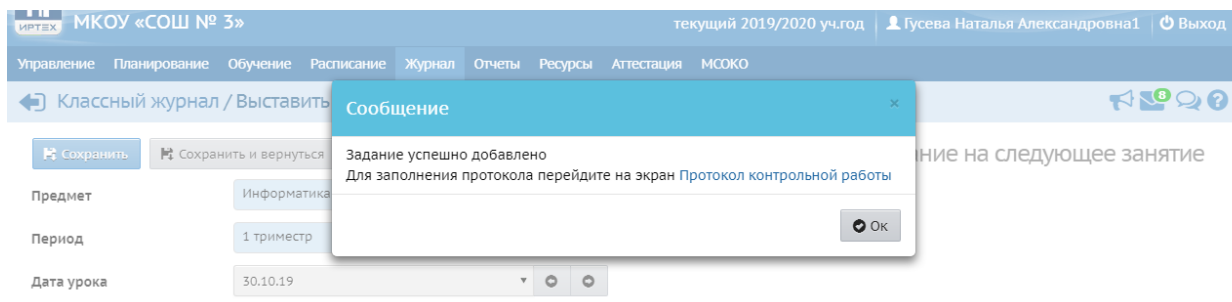 ИРТЕХ МКОУ «СОШ № 3» текущий 2019/2020 уч.год Гусева Наталья Александровна1 Выход
Управление Планирование Обучение Расписание Журнал Отчеты Ресурсы Аттестация МСОКО
Классный журнал / Выставить 8
Сообщение ×
Сохранить Сохранить и вернуться на следующее занятие
Задание успешно добавлено
Для заполнения протокола перейдите на экран Протокол контрольной работы
Предмет Информатика
Ок
Период 1 триместр
Дата урока 30.10.19